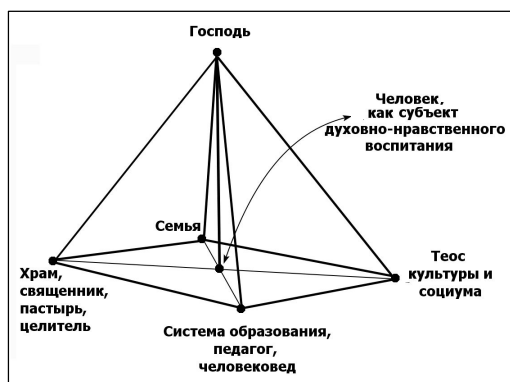 Господь
Человек,
как субъект
духовно-нравственного
воспитания
Семья
Храм,
священник,
пастырь,
целитель
Теос
культуры и
социума
Система образования,
педагог,
человековед